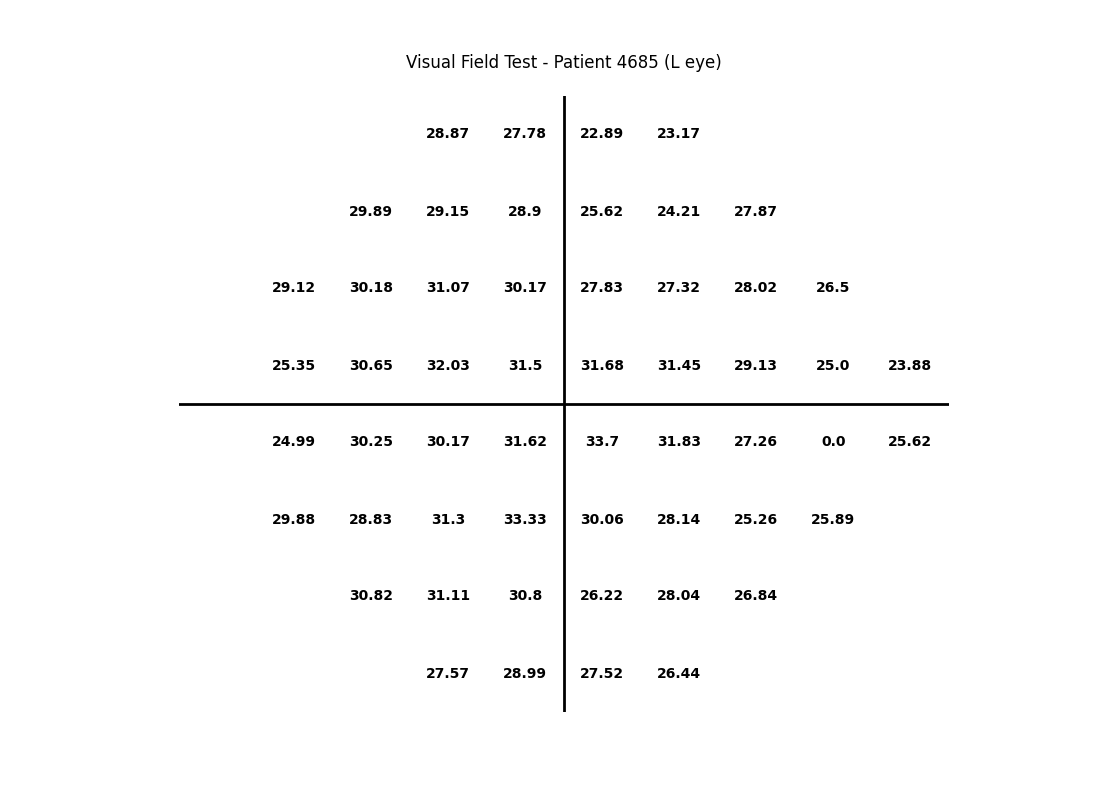 Visual Field Test - Patient 4685 (L eye)
28.87 27.78 22.89 23.17
29.89 29.15 28.9 25.62 24.21 27.87
29.12 30.18 31.07 30.17 27.83 27.32 28.02 26.5
25.35 30.65 32.03 31.5 31.68 31.45 29.13 25.0 23.88
24.99 30.25 30.17 31.62 33.7 31.83 27.26 0.0 25.62
29.88 28.83 31.3 33.33 30.06 28.14 25.26 25.89
30.82 31.11 30.8 26.22 28.04 26.84
27.57 28.99 27.52 26.44